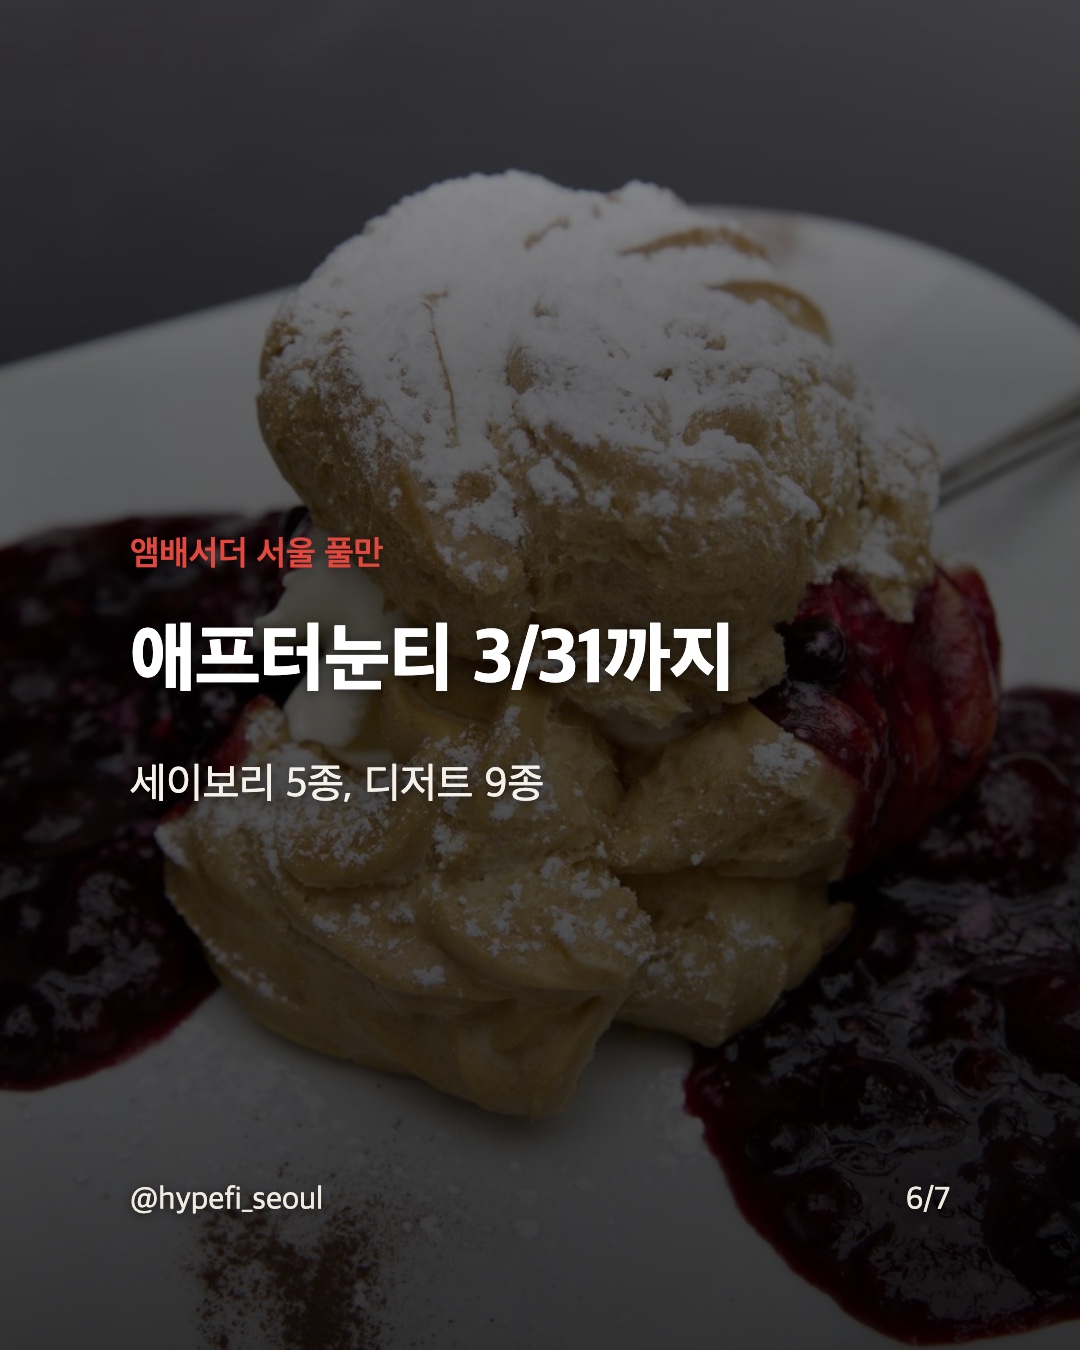 앰배서더 서울 풀만
애프터눈티 3/31까지
세이보리 5종, 디저트 9종
@hypefi_seoul
6/7